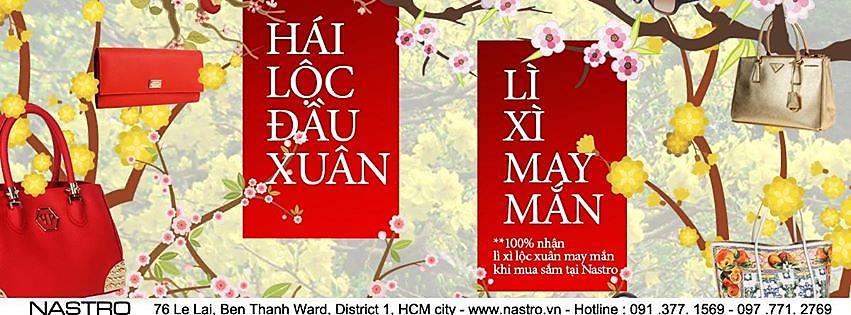 HÁI
LỘC
ĐẦU
XUÂN
LÌ
XÌ
MAY
MẮN
**100% nhận
lì xì lộc xuân may mắn
khi mua sắm tại Nastro
NASTRO 76 Le Lai, Ben Thanh Ward, District 1, HCM city - www.nastro.vn - Hotline : 091 .377. 1569 - 097 .771. 2769